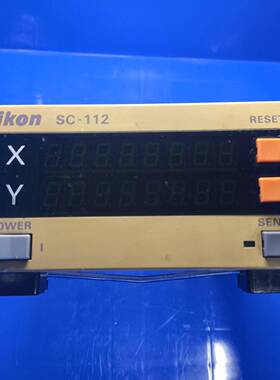 ikon SC-112 RESET
X
Y
OWER SEN